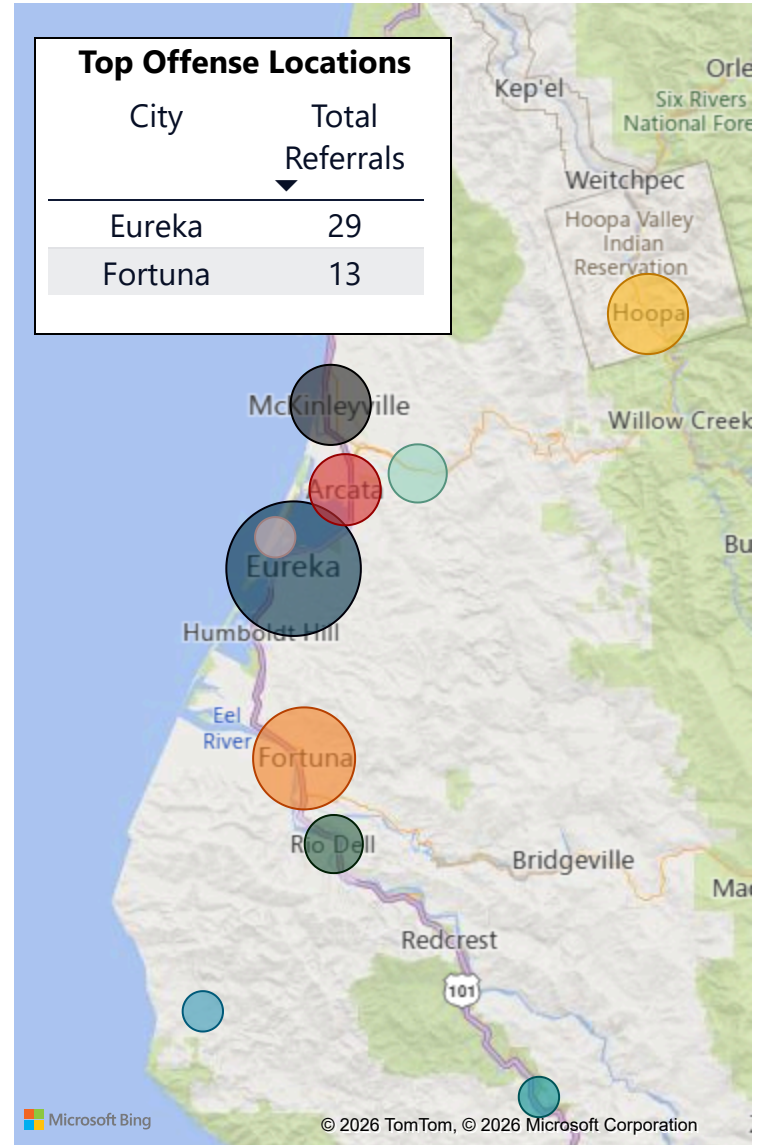 Top Offense Locations
City
Total
Referrals
Eureka 29
Fortuna 13
Kep'el
Orle
Six Rivers
National Fore
Weitchpec
Hoopa Valley
Indian
Reservation
Hoopa
McKinleyville
Willow Creek
Arcata
Bu
Eureka
Humboldt Hill
Eel
River
Fortuna
Rio Dell
Bridgeville
Mad
Redcrest
101
Microsoft Bing
© 2026 TomTom, © 2026 Microsoft Corporation